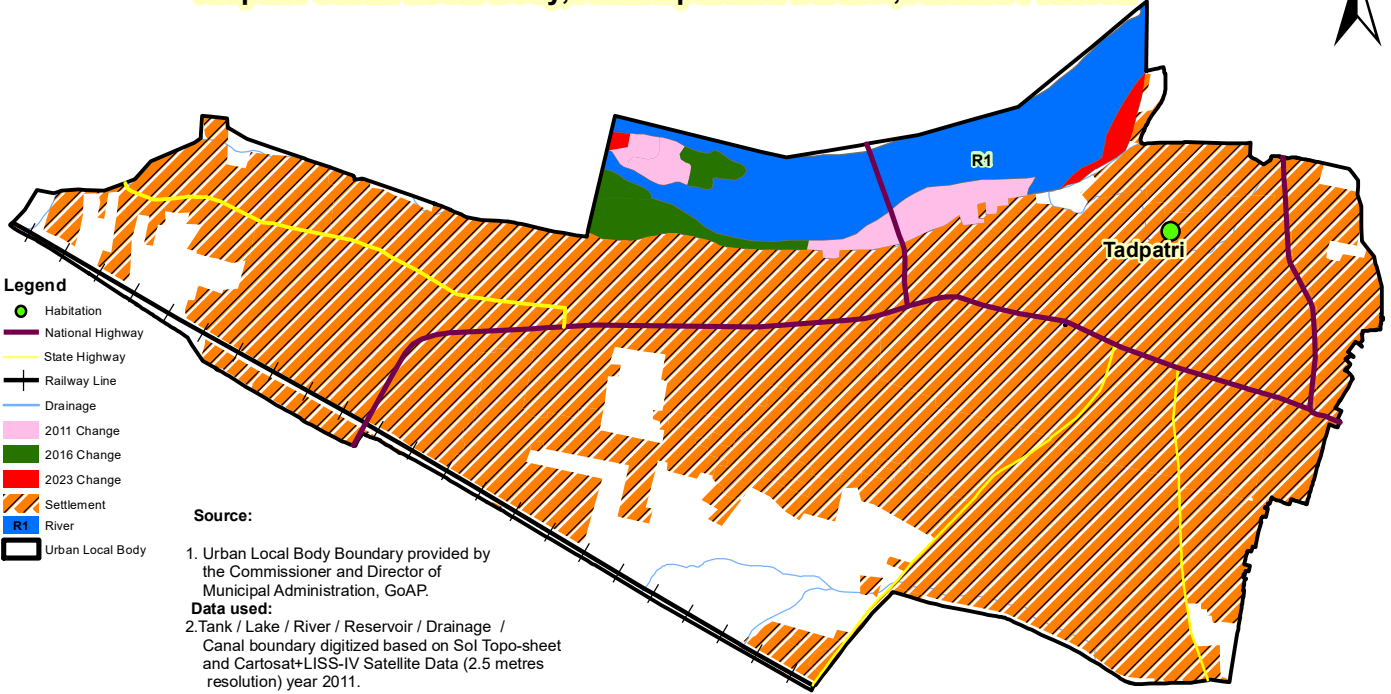 R1
Tadpatri
Legend
Habitation
National Highway
State Highway
Railway Line
Drainage
2011 Change
2016 Change
2023 Change
Settlement
R1 River
Urban Local Body
Source:
1. Urban Local Body Boundary provided by
the Commissioner and Director of
Municipal Administration, GoAP.
Data used:
2.Tank / Lake / River / Reservoir / Drainage /
Canal boundary digitized based on SoI Topo-sheet
and Cartosat+LISS-IV Satellite Data (2.5 metres
resolution) year 2011.